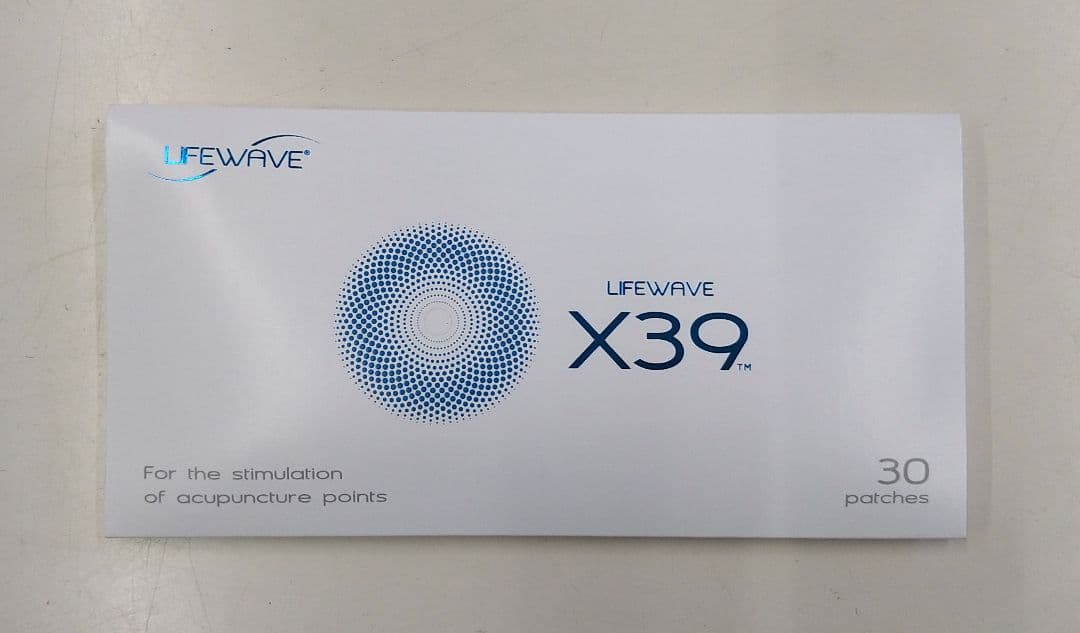 LIFEWAVE®
LIFEWAVE
X39™
For the stimulation
of acupuncture points
30
patches